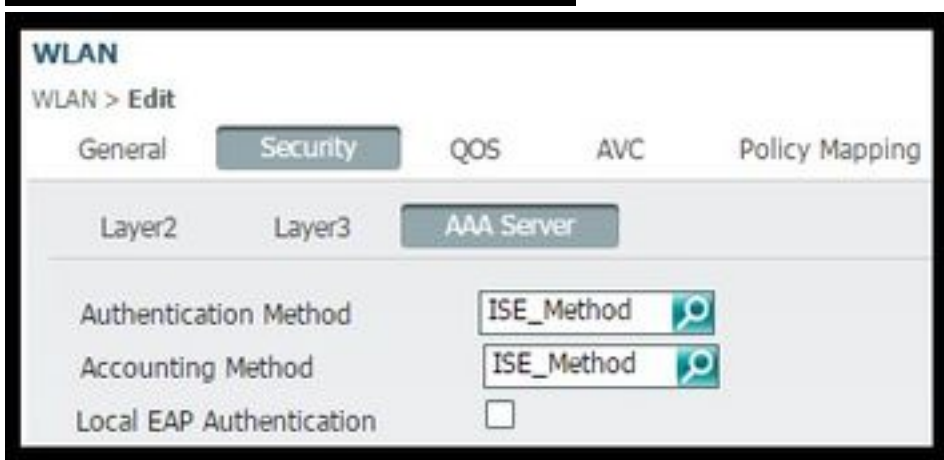 WLAN
WLAN > Edit
General Security QOS AVC Policy Mapping
Layer2 Layer3 AAA Server
Authentication Method ISE_Method
Accounting Method ISE_Method
Local EAP Authentication